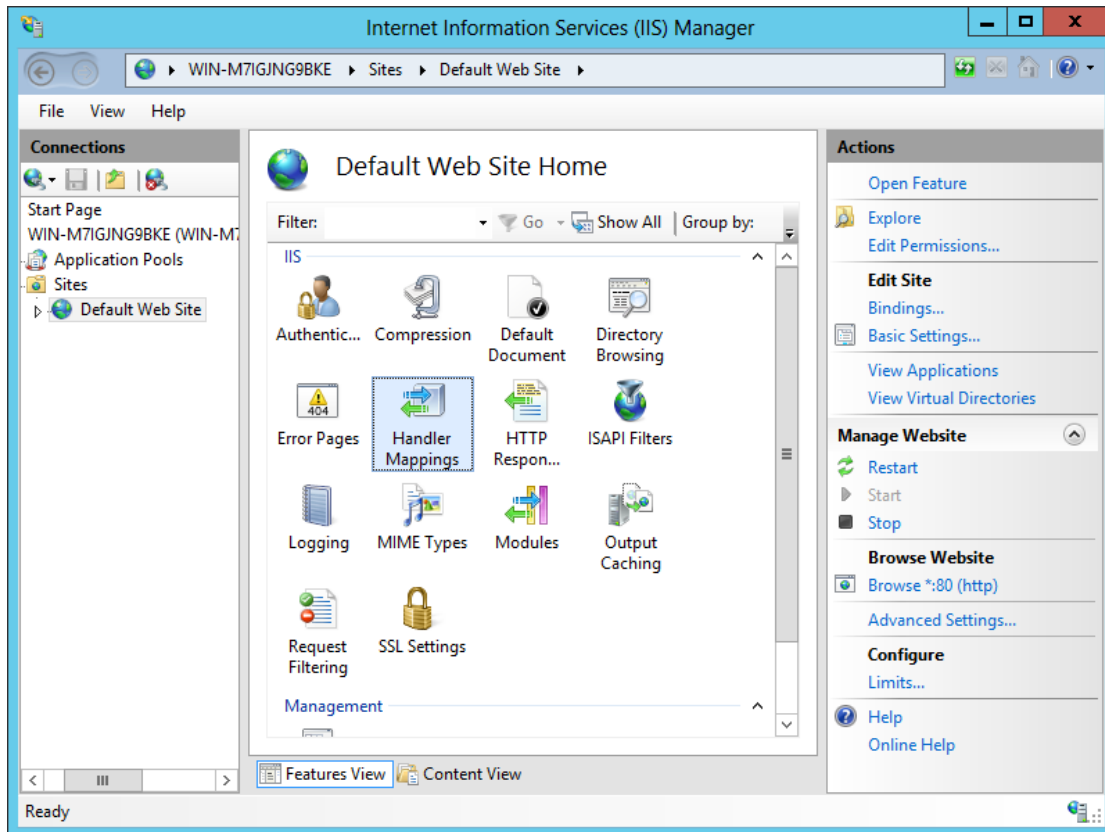 Internet Information Services (IIS) Manager
WIN-M7IGJNG9BKE Sites Default Web Site
File View Help
Connections
Start Page
WIN-M7IGJNG9BKE (WIN-M7
Application Pools
Sites
Default Web Site
Default Web Site Home
Filter: Go Show All Group by:
IIS
Authentic... Compression Default Document Directory Browsing
Error Pages Handler Mappings HTTP Respon... ISAPI Filters
404
Logging MIME Types Modules Output Caching
Request Filtering SSL Settings
Management
Features View Content View
Actions
Open Feature
Explore
Edit Permissions...
Edit Site
Bindings...
Basic Settings...
View Applications
View Virtual Directories
Manage Website
Restart
Start
Stop
Browse Website
Browse *:80 (http)
Advanced Settings...
Configure
Limits...
Help
Online Help
Ready